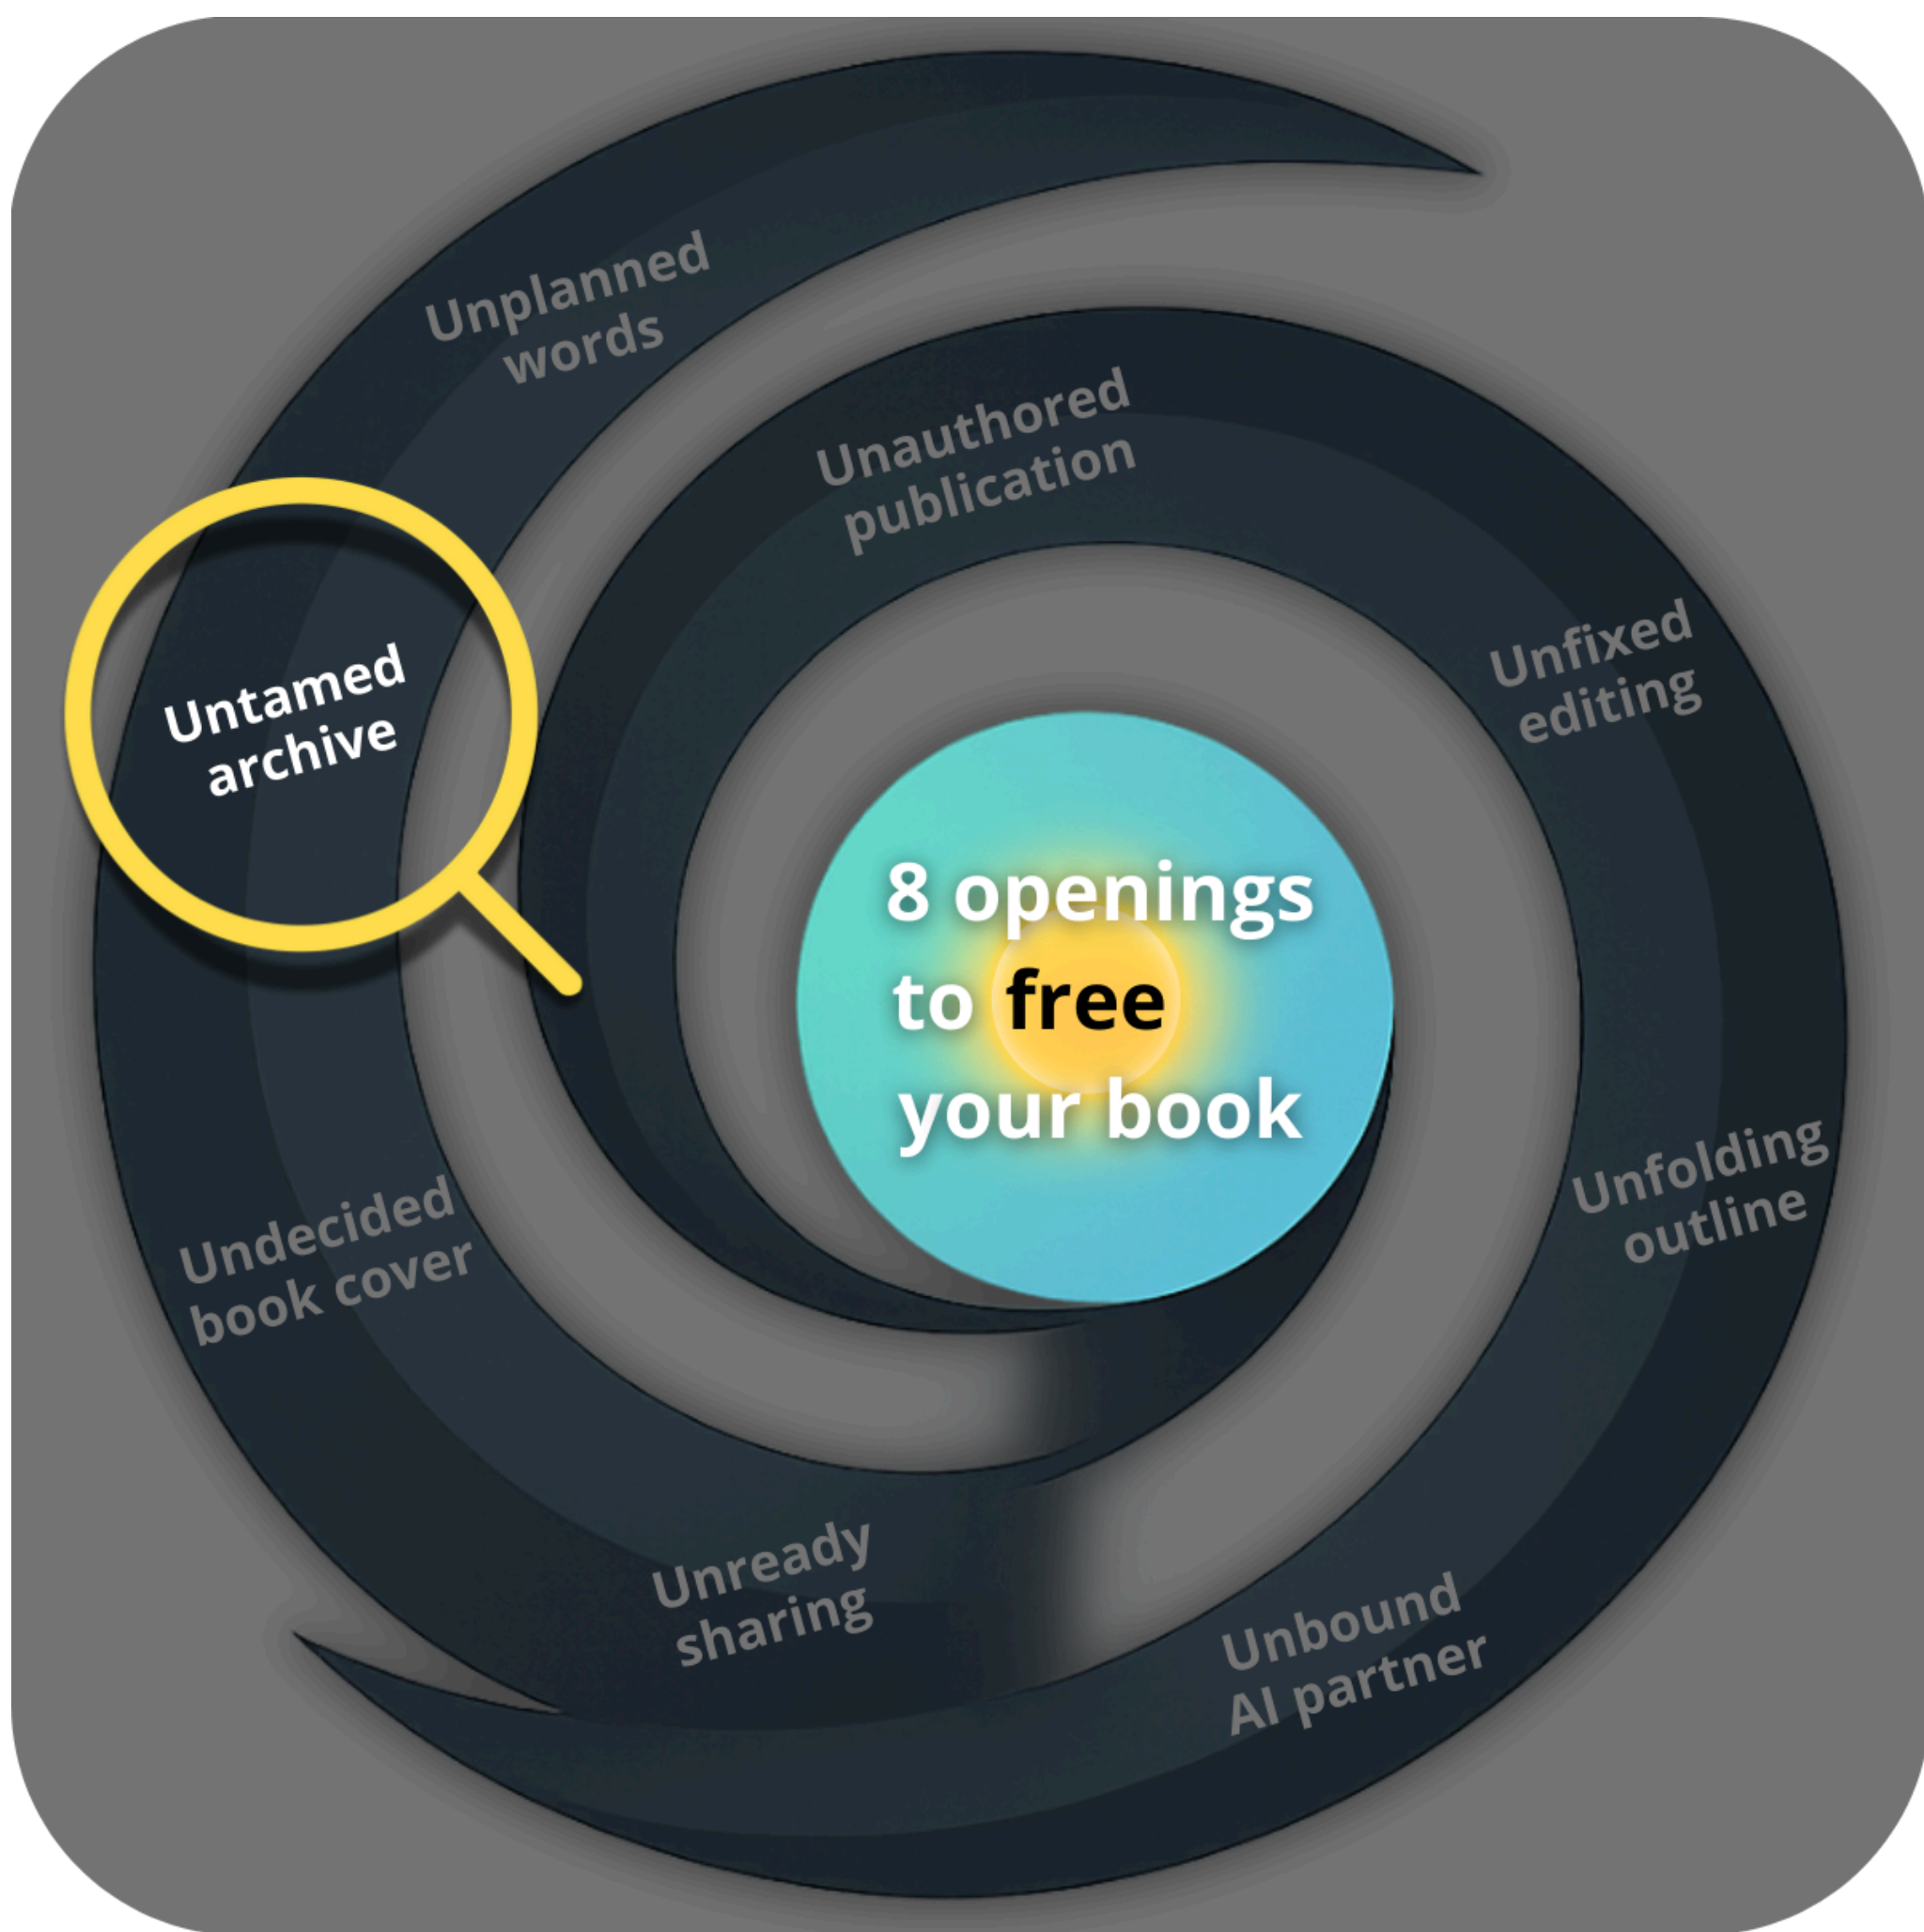 Unplanned
words
Unauthored
publication
Untamed
archive
Unfixed
editing
8 openings
to free
your book
Unfolding
outline
Undecided
book cover
Unready
sharing
Unbound
AI partner